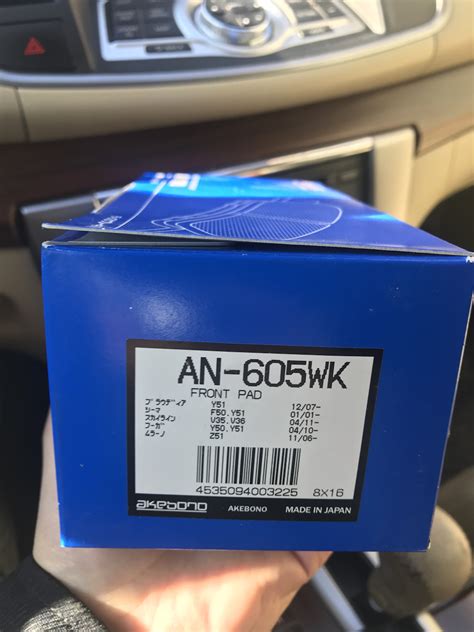 AN-605WK
FRONT PAD
プラウディア Y51 12/07-
シーマ F50.Y51 01/01-
スカイライン V35.V36 04/11-
フーガ Y50.Y51 04/10-
ムラーノ Z51 11/06-
4535094003225 8X16
akebono AKEBONO MADE IN JAPAN